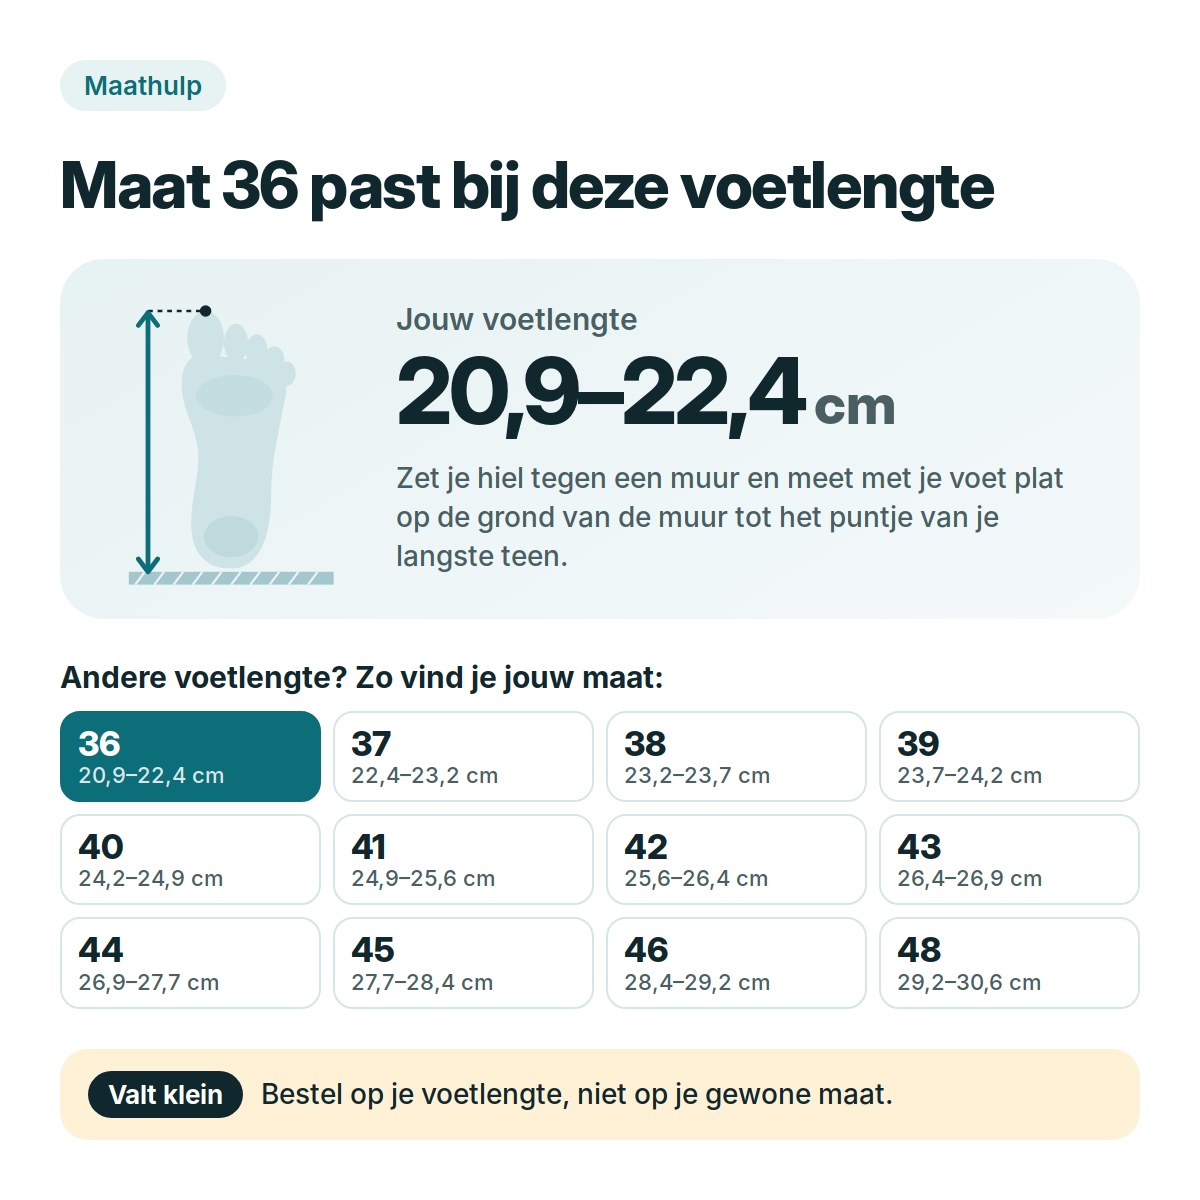 Maathulp
Maat 36 past bij deze voetlengte
Jouw voetlengte
20,9–22,4 cm
Zet je hiel tegen een muur en meet met je voet plat
op de grond van de muur tot het puntje van je
langste teen.
Andere voetlengte? Zo vind je jouw maat:
36
20,9–22,4 cm
37
22,4–23,2 cm
38
23,2–23,7 cm
39
23,7–24,2 cm
40
24,2–24,9 cm
41
24,9–25,6 cm
42
25,6–26,4 cm
43
26,4–26,9 cm
44
26,9–27,7 cm
45
27,7–28,4 cm
46
28,4–29,2 cm
48
29,2–30,6 cm
Valt klein Bestel op je voetlengte, niet op je gewone maat.